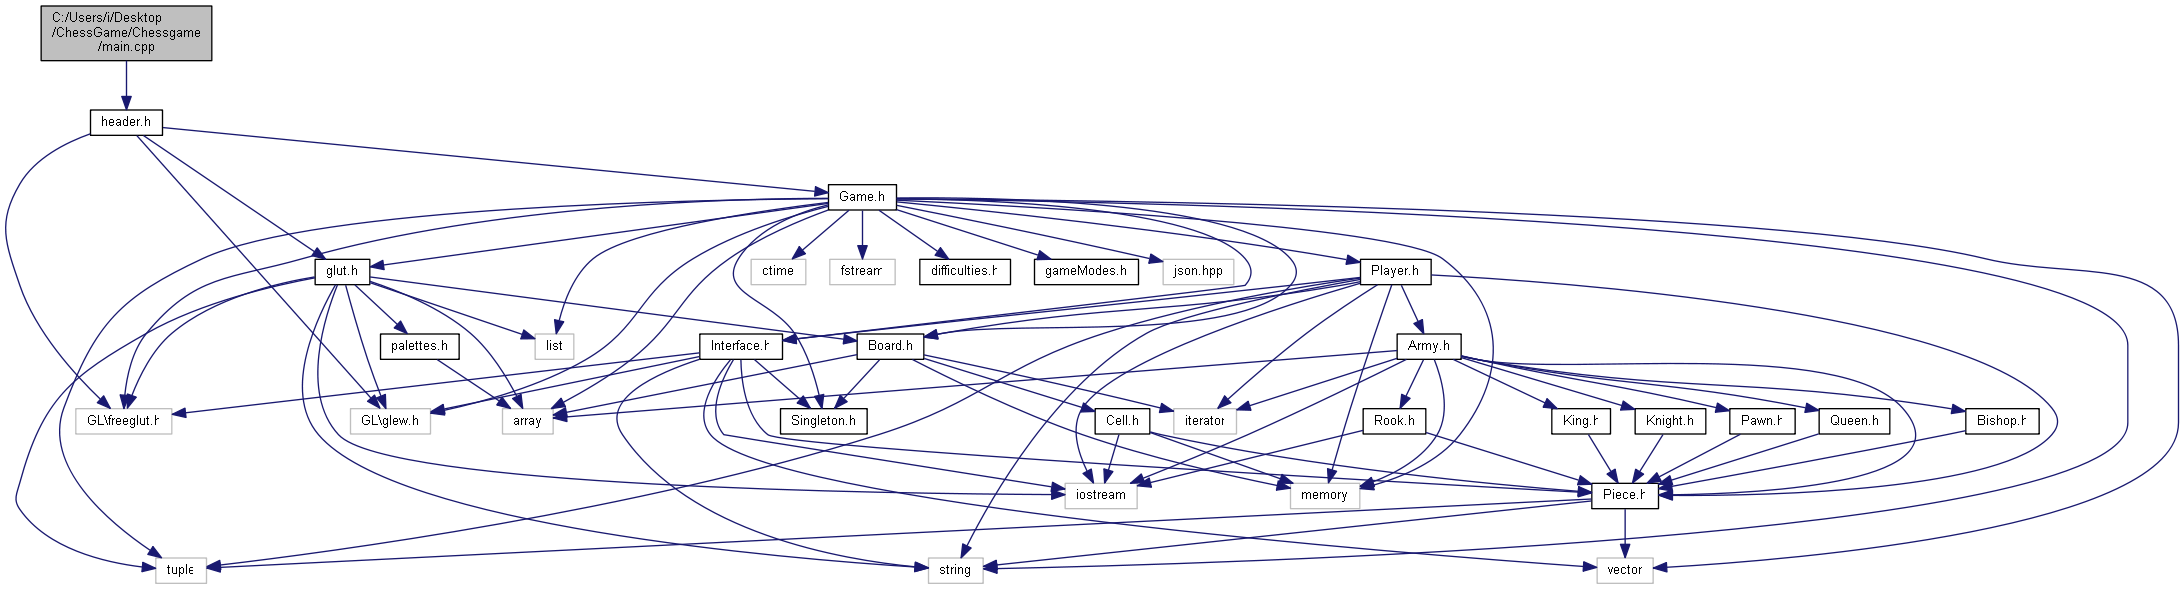 C:/Users/i/Desktop
/ChessGame/Chessgame
/main.cpp
header.h
Game.h
glut.h
ctime
fstream
difficulties.h
gameModes.h
json.hpp
Player.h
palettes.h
list
Interface.h
Board.h
Army.h
GL\freeglut.h
GL\glew.h
array
Singleton.h
Cell.h
iterator
Rook.h
King.h
Knight.h
Pawn.h
Queen.h
Bishop.h
iostream
memory
Piece.h
tuple
string
vector